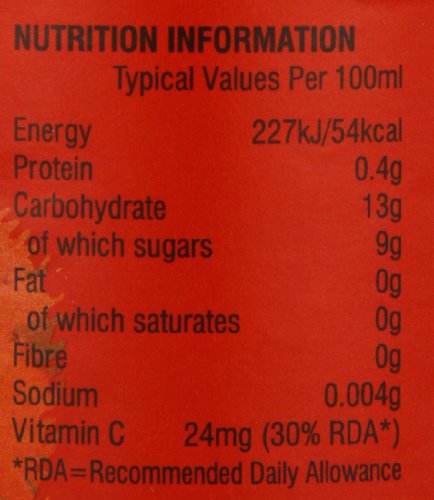 NUTRITION INFORMATION
Typical Values Per 100ml
Energy 227kJ/54kcal
Protein 0.4g
Carbohydrate 13g
of which sugars 9g
Fat 0g
of which saturates 0g
Fibre 0g
Sodium 0.004g
Vitamin C 24mg (30% RDA*)
*RDA=Recommended Daily Allowance